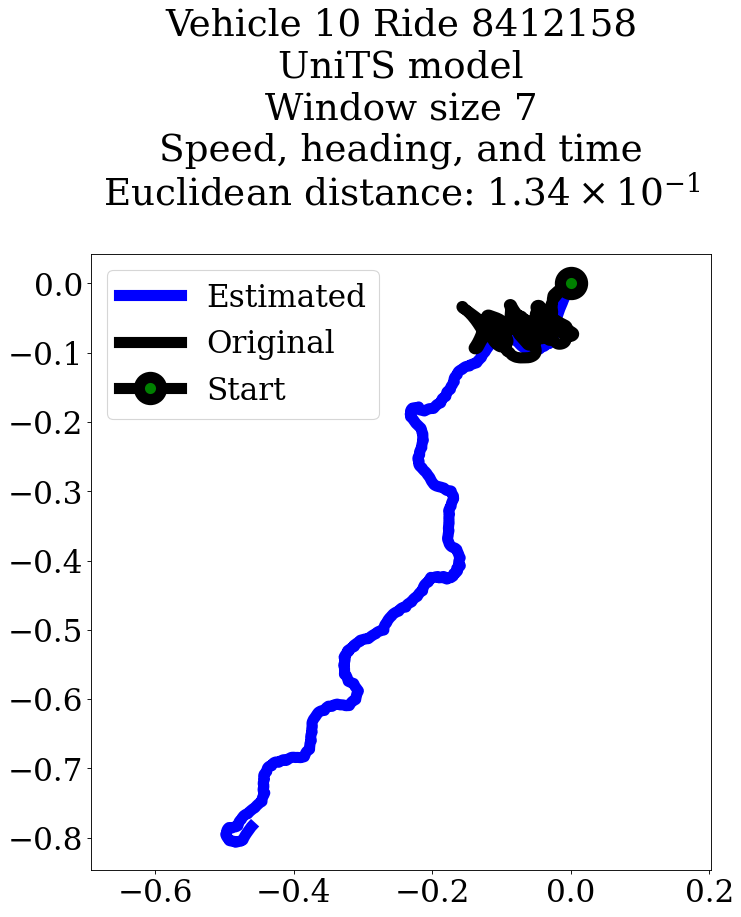 Vehicle 10 Ride 8412158
UniTS model
Window size 7
Speed, heading, and time
Euclidean distance: 1.34 × 10⁻¹
Estimated
Original
Start
0.0
−0.1
−0.2
−0.3
−0.4
−0.5
−0.6
−0.7
−0.8
−0.6 −0.4 −0.2 0.0 0.2